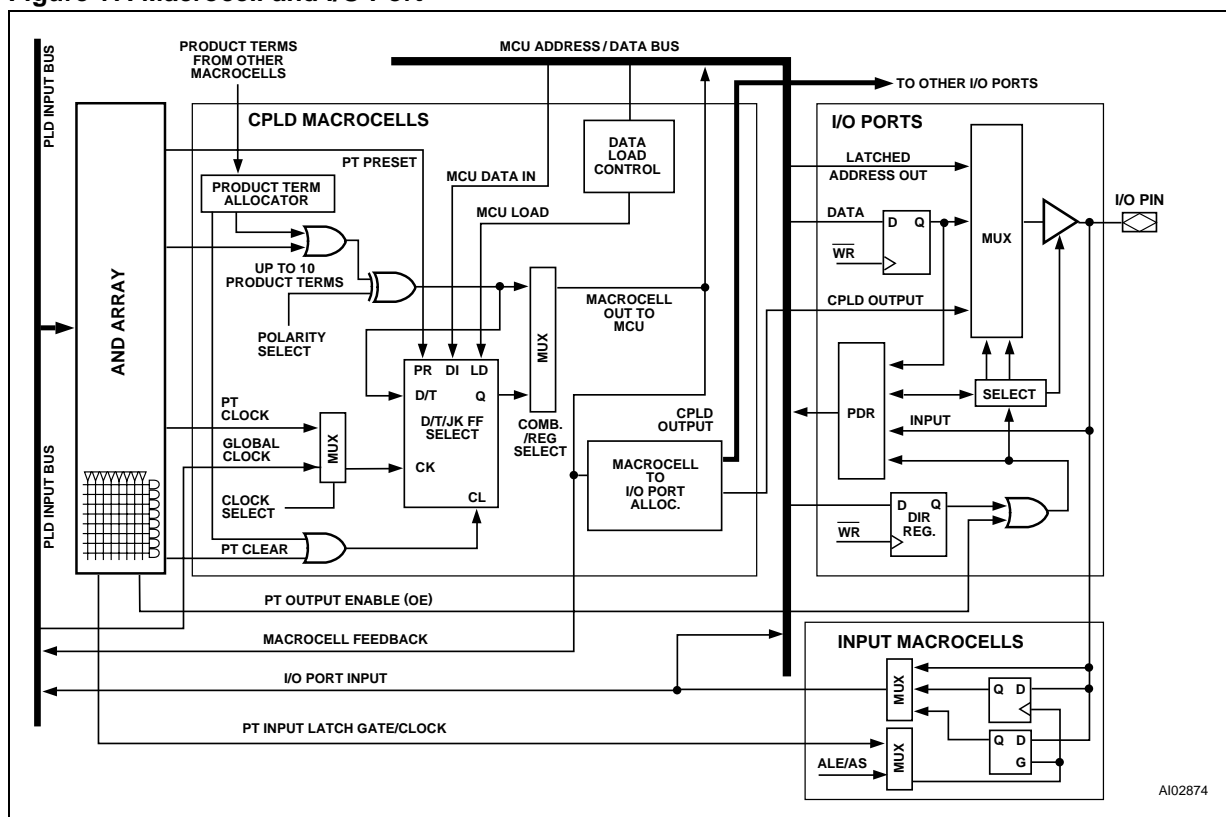 PLD INPUT BUS
PLD INPUT BUS
AND ARRAY
PRODUCT TERMS
FROM OTHER
MACROCELLS
CPLD MACROCELLS
PRODUCT TERM
ALLOCATOR
UP TO 10
PRODUCT TERMS
POLARITY
SELECT
PT
CLOCK
GLOBAL
CLOCK
CLOCK
SELECT
MUX
PT CLEAR
PT PRESET
MCU DATA IN
MCU LOAD
PR DI LD
D/T Q
D/T/JK FF
SELECT
CK
CL
MUX
COMB.
/REG
SELECT
MCU ADDRESS / DATA BUS
DATA
LOAD
CONTROL
MACROCELL
OUT TO
MCU
CPLD
OUTPUT
MACROCELL
TO
I/O PORT
ALLOC.
TO OTHER I/O PORTS
I/O PORTS
LATCHED
ADDRESS OUT
DATA
D Q
WR
MUX
I/O PIN
CPLD OUTPUT
PDR
SELECT
INPUT
D Q
DIR
REG.
WR
PT OUTPUT ENABLE (OE)
MACROCELL FEEDBACK
I/O PORT INPUT
PT INPUT LATCH GATE/CLOCK
INPUT MACROCELLS
MUX
Q D
Q D
G
MUX
ALE/AS
AI02874